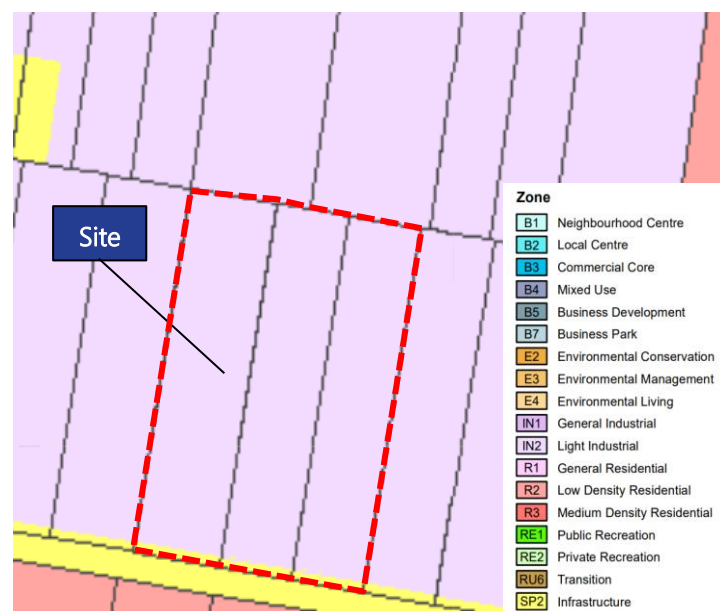 Site
Zone
B1 Neighbourhood Centre
B2 Local Centre
B3 Commercial Core
B4 Mixed Use
B5 Business Development
B7 Business Park
E2 Environmental Conservation
E3 Environmental Management
E4 Environmental Living
IN1 General Industrial
IN2 Light Industrial
R1 General Residential
R2 Low Density Residential
R3 Medium Density Residential
RE1 Public Recreation
RE2 Private Recreation
RU6 Transition
SP2 Infrastructure